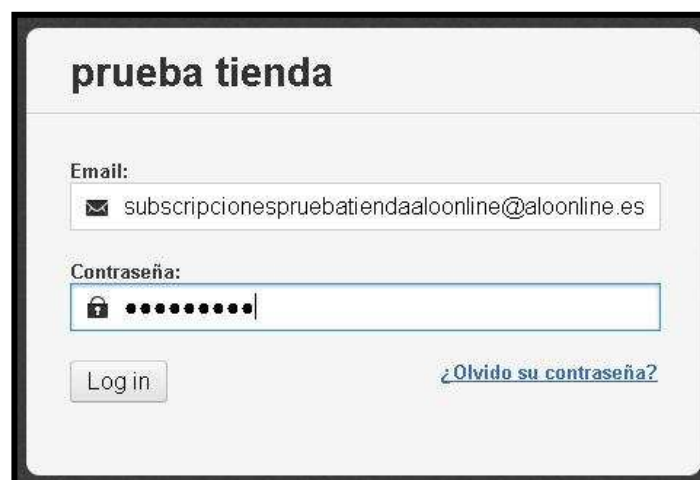 prueba tienda
Email:
subscripcionespruebatiendaaloonline@aloonline.es
Contraseña:
•••••••••
Log in
¿Olvido su contraseña?